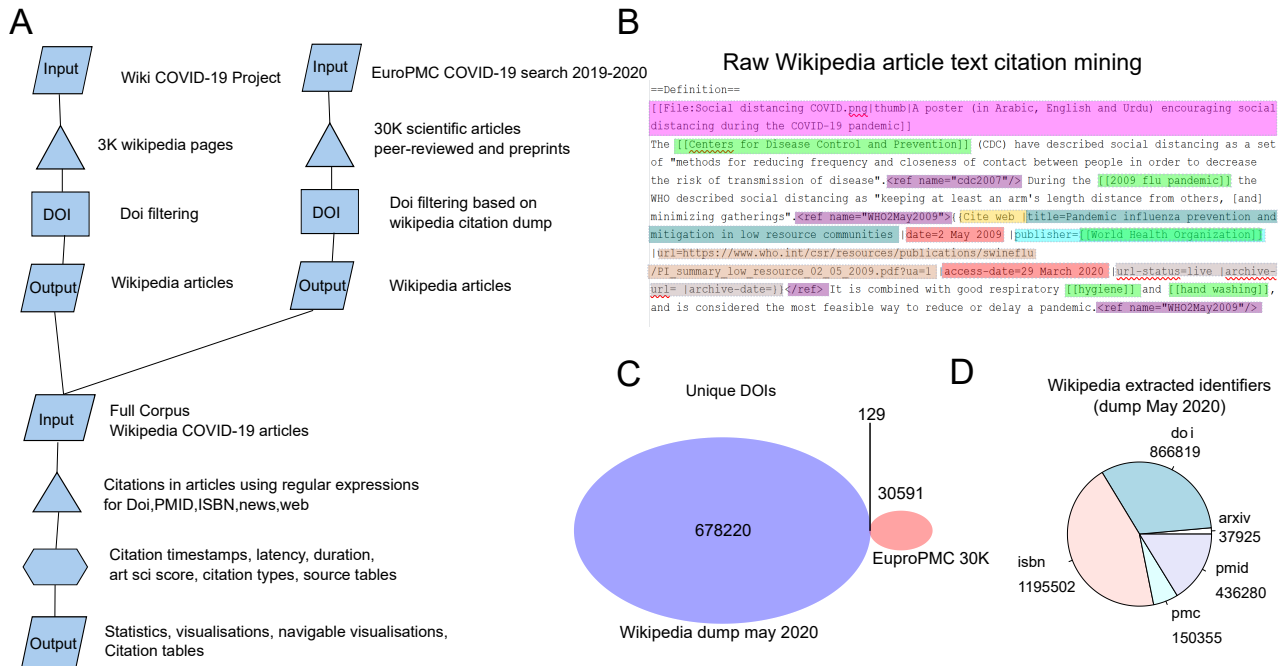 A
Input
Wiki COVID-19 Project
3K wikipedia pages
DOI
Doi filtering
Output
Wikipedia articles
Input
EuroPMC COVID-19 search 2019-2020
30K scientific articles
peer-reviewed and preprints
DOI
Doi filtering based on
wikipedia citation dump
Output
Wikipedia articles
Input
Full Corpus
Wikipedia COVID-19 articles
Citations in articles using regular expressions
for Doi,PMID,ISBN,news,web
Citation timestamps, latency, duration,
art sci score, citation types, source tables
Output
Statistics, visualisations, navigable visualisations,
Citation tables
B
Raw Wikipedia article text citation mining
==Definition==
[[File:Social distancing COVID.png|thumb|A poster (in Arabic, English and Urdu) encouraging social
distancing during the COVID-19 pandemic]]
The [[Centers for Disease Control and Prevention]] (CDC) have described social distancing as a set
of "methods for reducing frequency and closeness of contact between people in order to decrease
the risk of transmission of disease".<ref name="cdc2007"/> During the [[2009 flu pandemic]] the
WHO described social distancing as "keeping at least an arm's length distance from others, [and]
minimizing gatherings".<ref name="WHO2May2009">{{Cite web |title=Pandemic influenza prevention and
mitigation in low resource communities |date=2 May 2009 |publisher=[[World Health Organization]]
|url=https://www.who.int/csr/resources/publications/swineflu
/PI_summary_low_resource_02_05_2009.pdf?ua=1 |access-date=29 March 2020 |url-status=live |archive-
url= |archive-date=}}</ref> It is combined with good respiratory [[hygiene]] and [[hand washing]],
and is considered the most feasible way to reduce or delay a pandemic.<ref name="WHO2May2009"/>
C
Unique DOIs
129
30591
678220
EuproPMC 30K
Wikipedia dump may 2020
D
Wikipedia extracted identifiers
(dump May 2020)
doi
866819
arxiv
37925
isbn
1195502
pmid
436280
pmc
150355